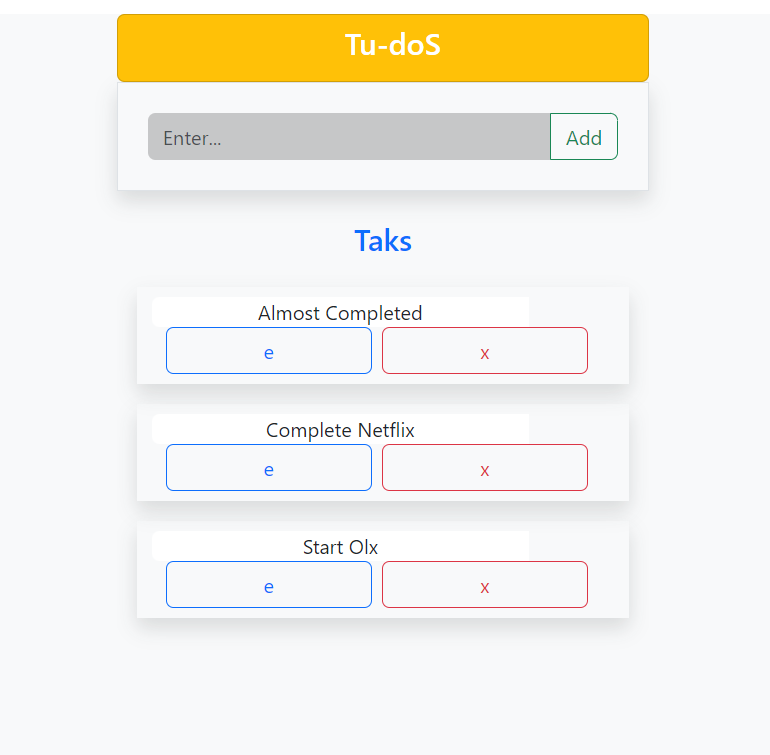 Tu-doS
Enter...
Add
Taks
Almost Completed
e
x
Complete Netflix
e
x
Start Olx
e
x